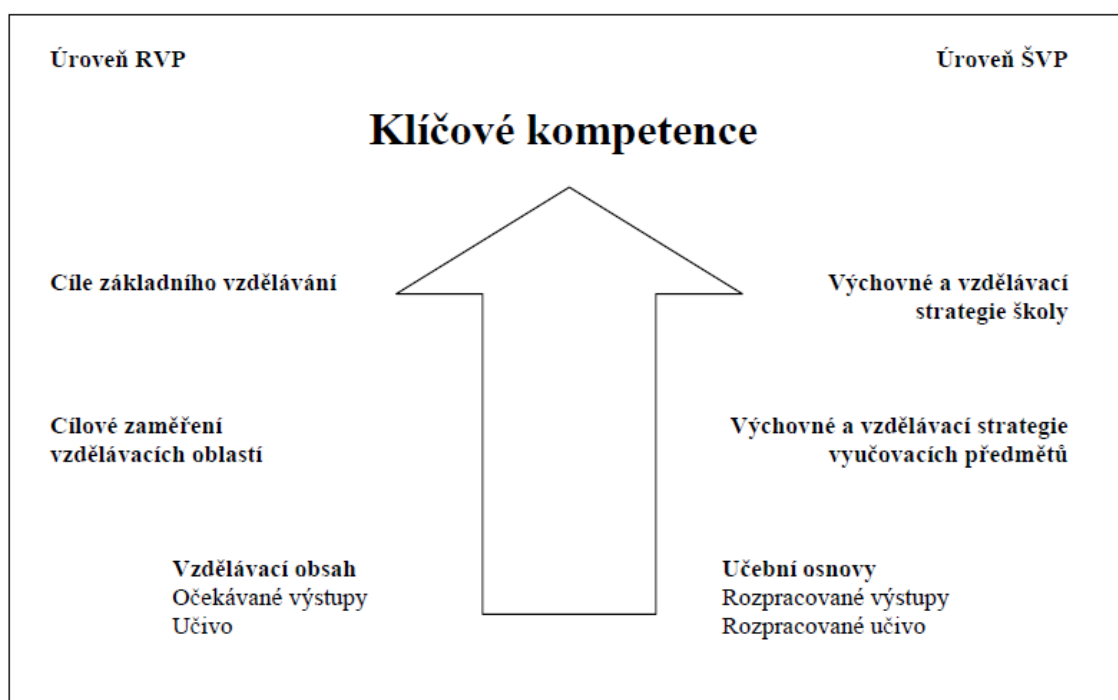 Úroveň RVP
Úroveň ŠVP
Klíčové kompetence
Cíle základního vzdělávání
Výchovné a vzdělávací
strategie školy
Cílové zaměření
vzdělávacích oblastí
Výchovné a vzdělávací strategie
vyučovacích předmětů
Vzdělávací obsah
Očekávané výstupy
Učivo
Učební osnovy
Rozpracované výstupy
Rozpracované učivo